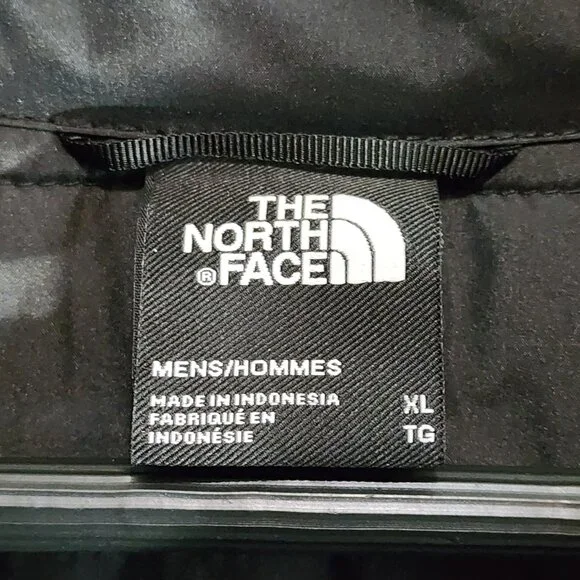 THE
NORTH
® FACE
MENS/HOMMES
MADE IN INDONESIA XL
FABRIQUÉ EN TG
INDONÉSIE